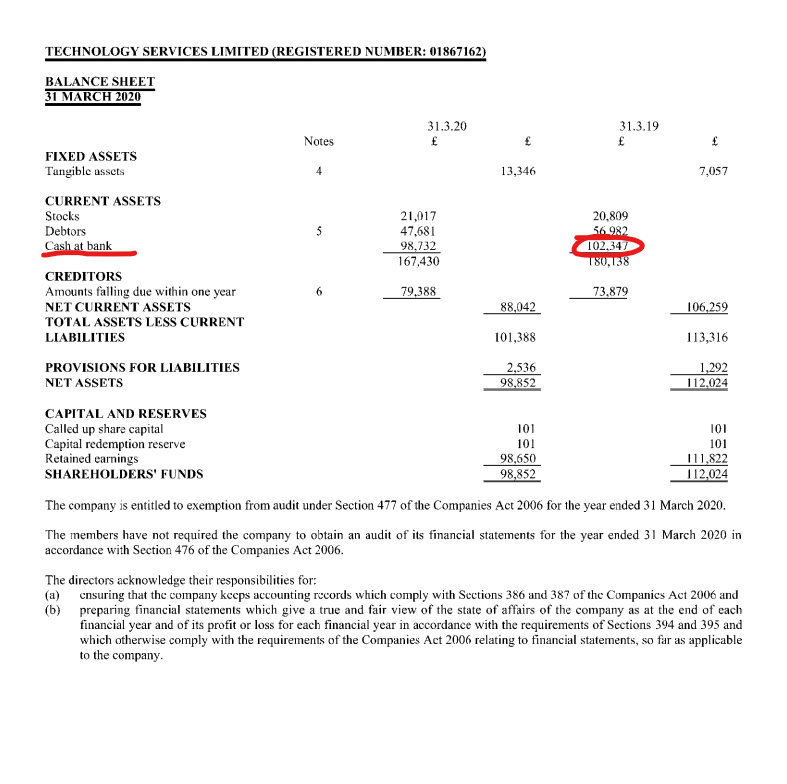 TECHNOLOGY SERVICES LIMITED (REGISTERED NUMBER: 01867162)
BALANCE SHEET
31 MARCH 2020
31.3.20 31.3.19
Notes £ £ £ £
FIXED ASSETS
Tangible assets 4 13,346 7,057
CURRENT ASSETS
Stocks 21,017 20,809
Debtors 5 47,681 56,982
Cash at bank 98,732 102,347
167,430 180,138
CREDITORS
Amounts falling due within one year 6 79,388 73,879
NET CURRENT ASSETS 88,042 106,259
TOTAL ASSETS LESS CURRENT
LIABILITIES 101,388 113,316
PROVISIONS FOR LIABILITIES 2,536 1,292
NET ASSETS 98,852 112,024
CAPITAL AND RESERVES
Called up share capital 101 101
Capital redemption reserve 101 101
Retained earnings 98,650 111,822
SHAREHOLDERS' FUNDS 98,852 112,024
The company is entitled to exemption from audit under Section 477 of the Companies Act 2006 for the year ended 31 March 2020.
The members have not required the company to obtain an audit of its financial statements for the year ended 31 March 2020 in
accordance with Section 476 of the Companies Act 2006.
The directors acknowledge their responsibilities for:
(a) ensuring that the company keeps accounting records which comply with Sections 386 and 387 of the Companies Act 2006 and
(b) preparing financial statements which give a true and fair view of the state of affairs of the company as at the end of each
financial year and of its profit or loss for each financial year in accordance with the requirements of Sections 394 and 395 and
which otherwise comply with the requirements of the Companies Act 2006 relating to financial statements, so far as applicable
to the company.